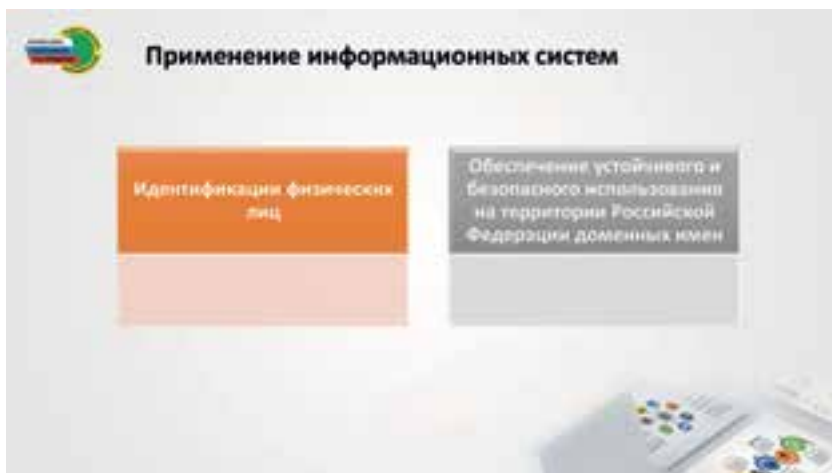 Применение информационных систем
Идентификации физических
лиц
Обеспечение устойчивого и
безопасного использования
на территории Российской
Федерации доменных имен